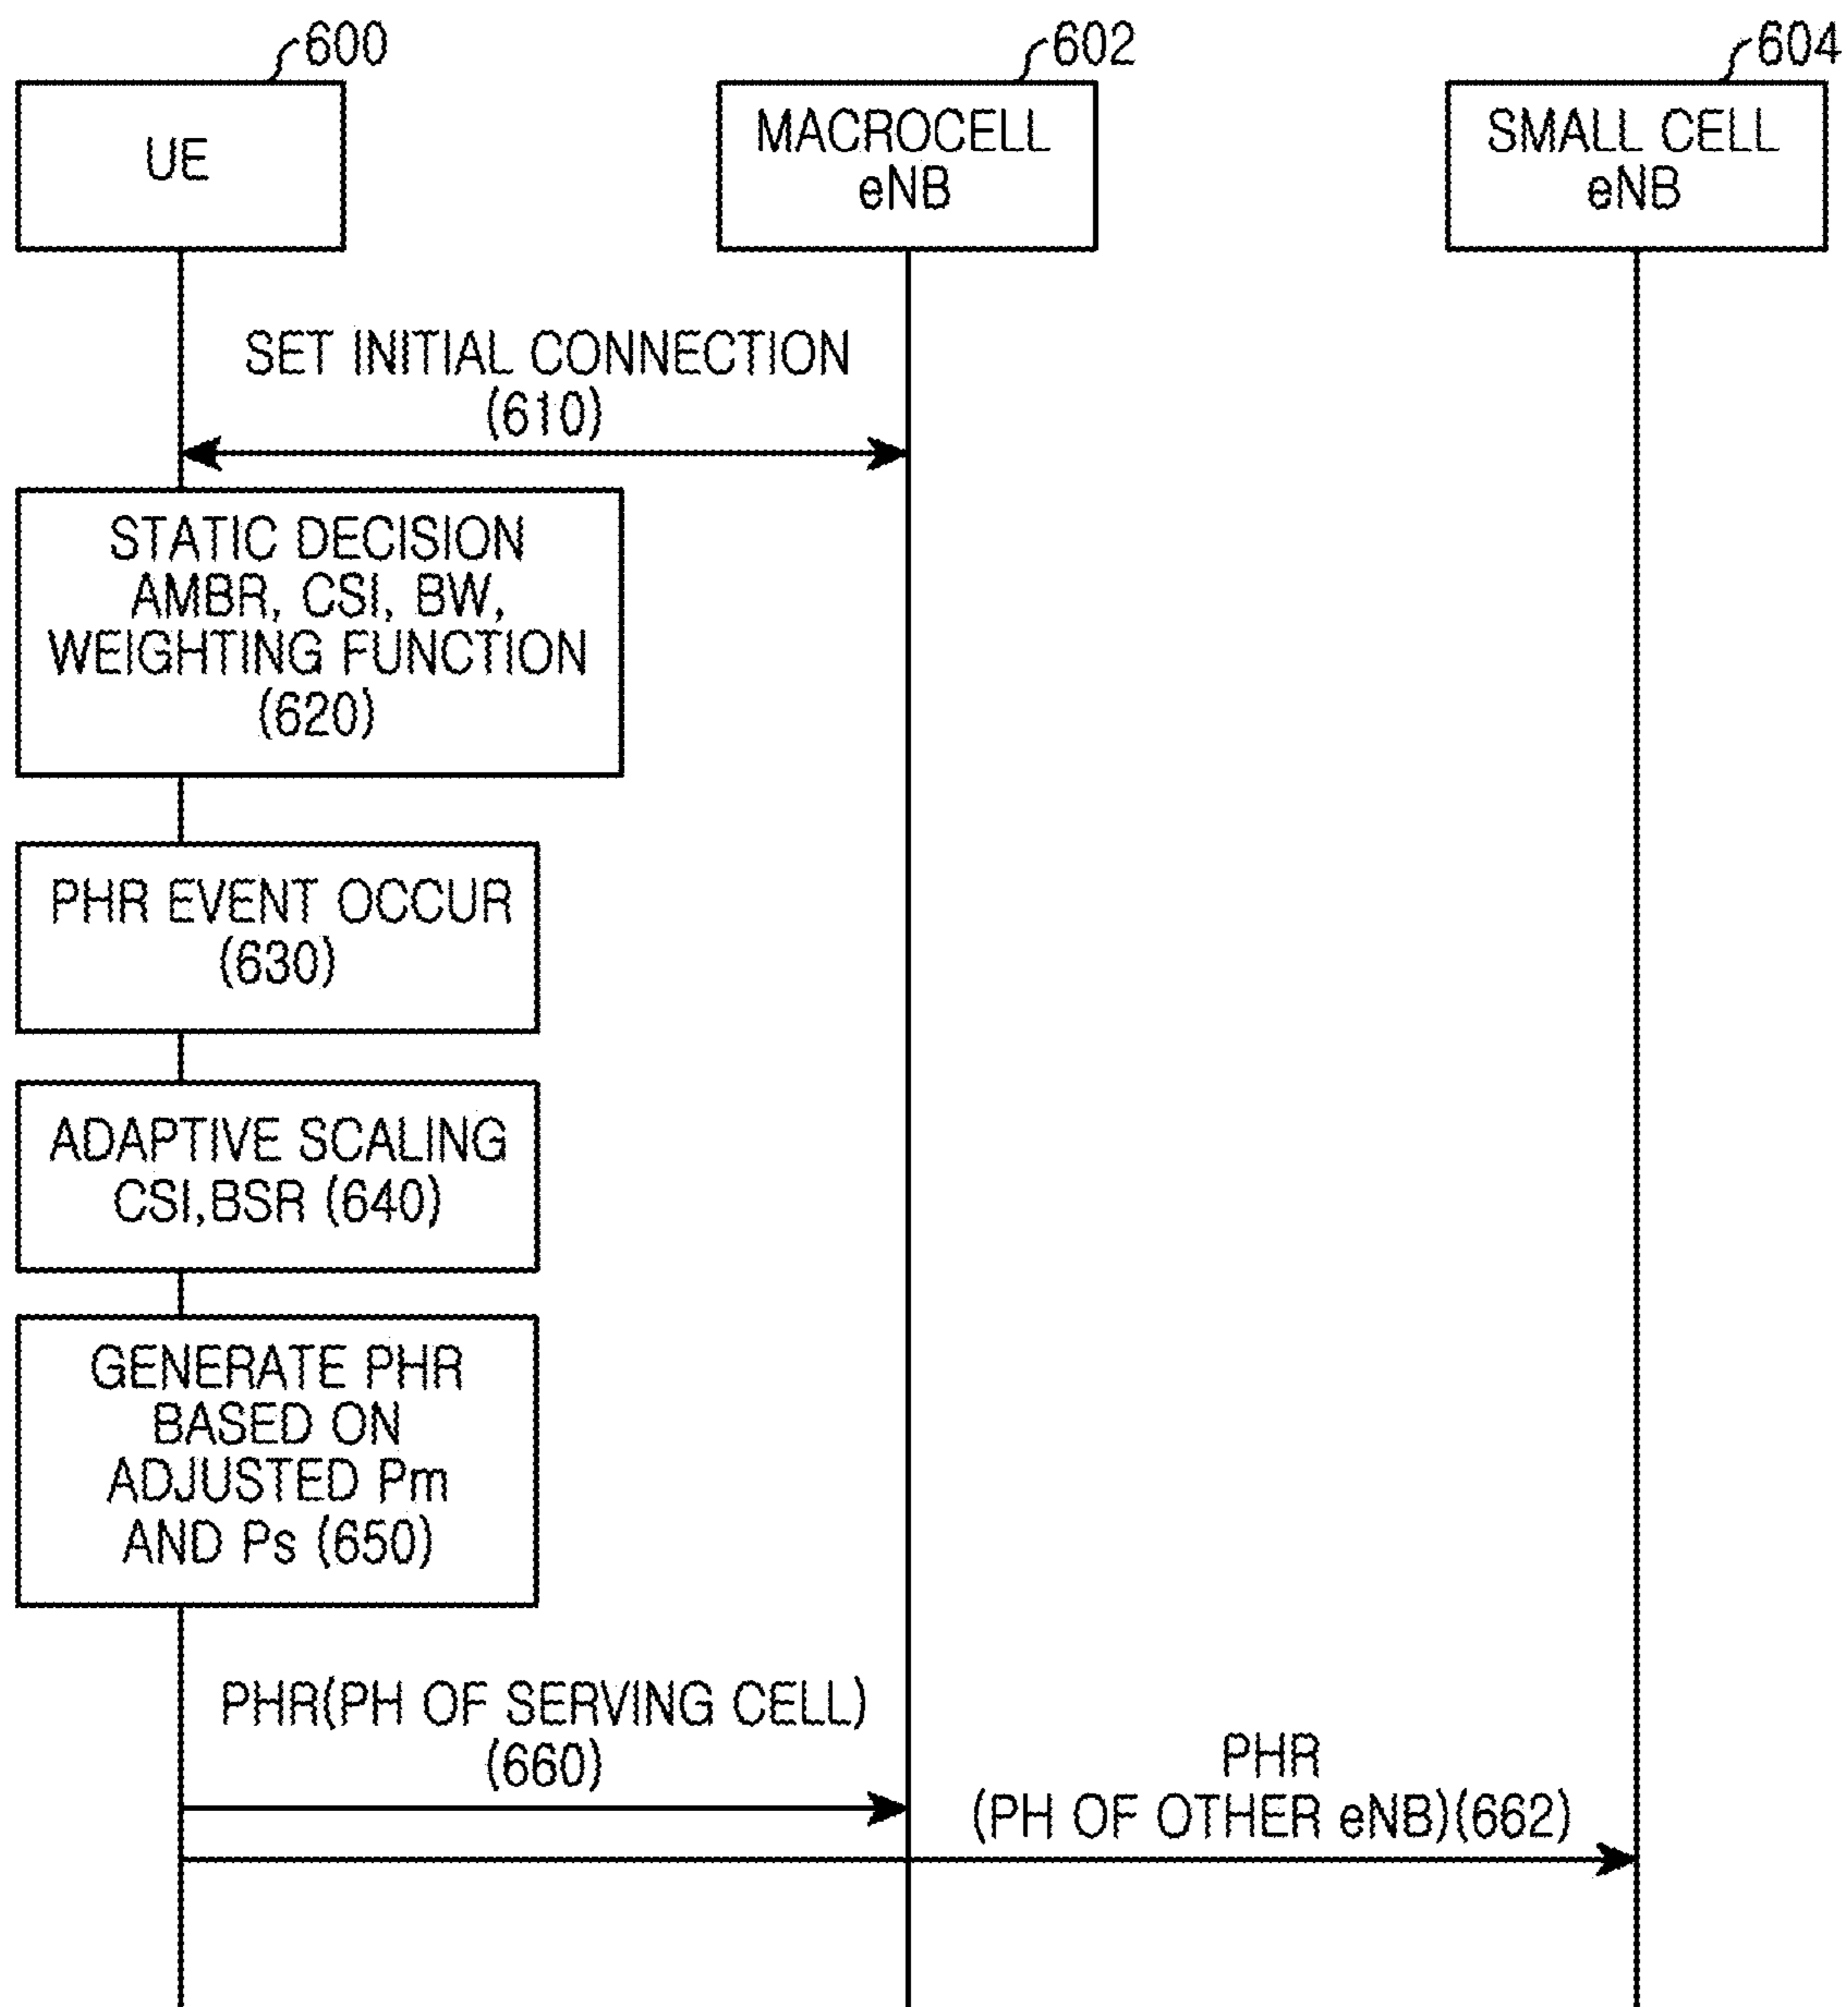 600
602
604
UE
MACROCELL
eNB
SMALL CELL
eNB
SET INITIAL CONNECTION
(610)
STATIC DECISION
AMBR, CSI, BW,
WEIGHTING FUNCTION
(620)
PHR EVENT OCCUR
(630)
ADAPTIVE SCALING
CSI,BSR (640)
GENERATE PHR
BASED ON
ADJUSTED Pm
AND Ps (650)
PHR(PH OF SERVING CELL)
(660)
PHR
(PH OF OTHER eNB)(662)